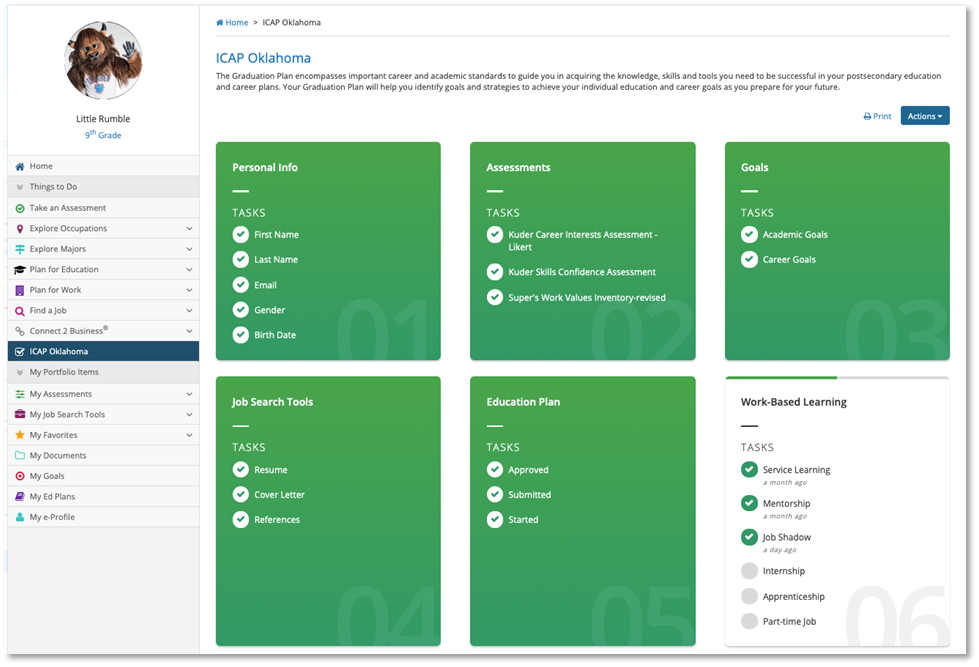 Home > ICAP Oklahoma
ICAP Oklahoma
The Graduation Plan encompasses important career and academic standards to guide you in acquiring the knowledge, skills and tools you need to be successful in your postsecondary education
and career plans. Your Graduation Plan will help you identify goals and strategies to achieve your individual education and career goals as you prepare for your future.
Print
Actions
Little Rumble
9th Grade
Home
Things to Do
Take an Assessment
Explore Occupations
Explore Majors
Plan for Education
Plan for Work
Find a Job
Connect 2 Business®
ICAP Oklahoma
My Portfolio Items
My Assessments
My Job Search Tools
My Favorites
My Documents
My Goals
My Ed Plans
My e-Profile
Personal Info
TASKS
First Name
Last Name
Email
Gender
Birth Date
01
Assessments
TASKS
Kuder Career Interests Assessment -
Likert
Kuder Skills Confidence Assessment
Super's Work Values Inventory-revised
02
Goals
TASKS
Academic Goals
Career Goals
03
Job Search Tools
TASKS
Resume
Cover Letter
References
04
Education Plan
TASKS
Approved
Submitted
Started
05
Work-Based Learning
TASKS
Service Learning
a month ago
Mentorship
a month ago
Job Shadow
a day ago
Internship
Apprenticeship
Part-time Job
06